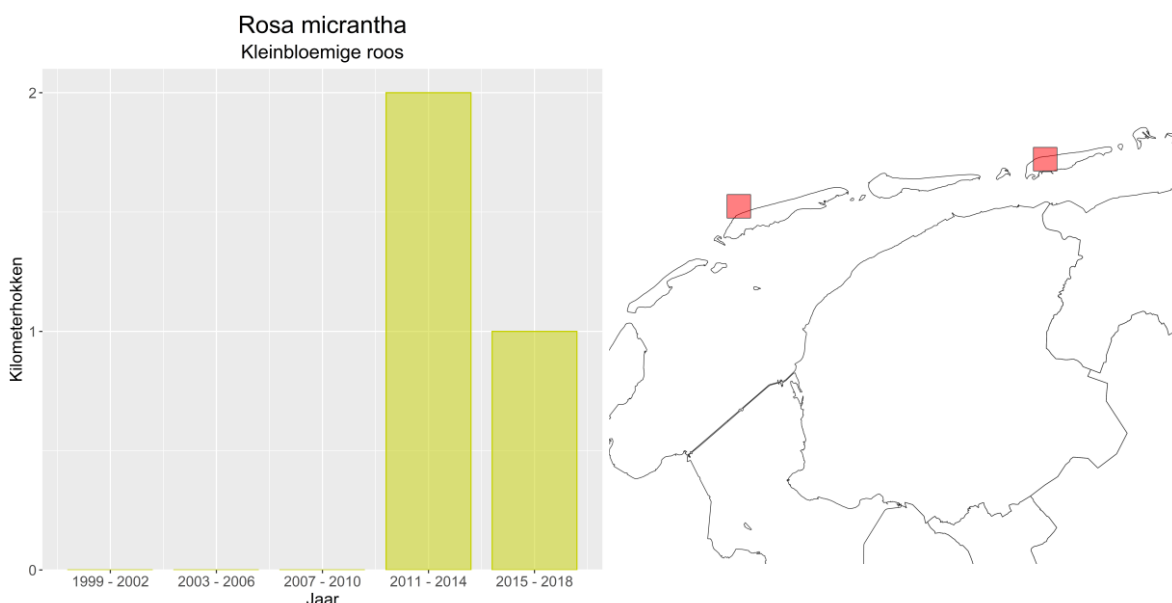 Rosa micrantha
Kleinbloemige roos
Kilometerhokken
2
1
0
1999 - 2002
2003 - 2006
2007 - 2010
2011 - 2014
2015 - 2018
Jaar